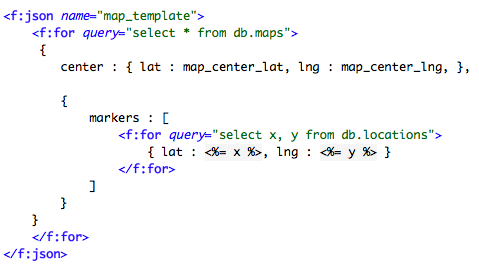 <f:json name="map_template">
<f:for query="select * from db.maps">
{
center : { lat : map_center_lat, lng : map_center_lng, },
{
markers : [
<f:for query="select x, y from db.locations">
{ lat : <%= x %>, lng : <%= y %> }
</f:for>
]
}
}
</f:for>
</f:json>